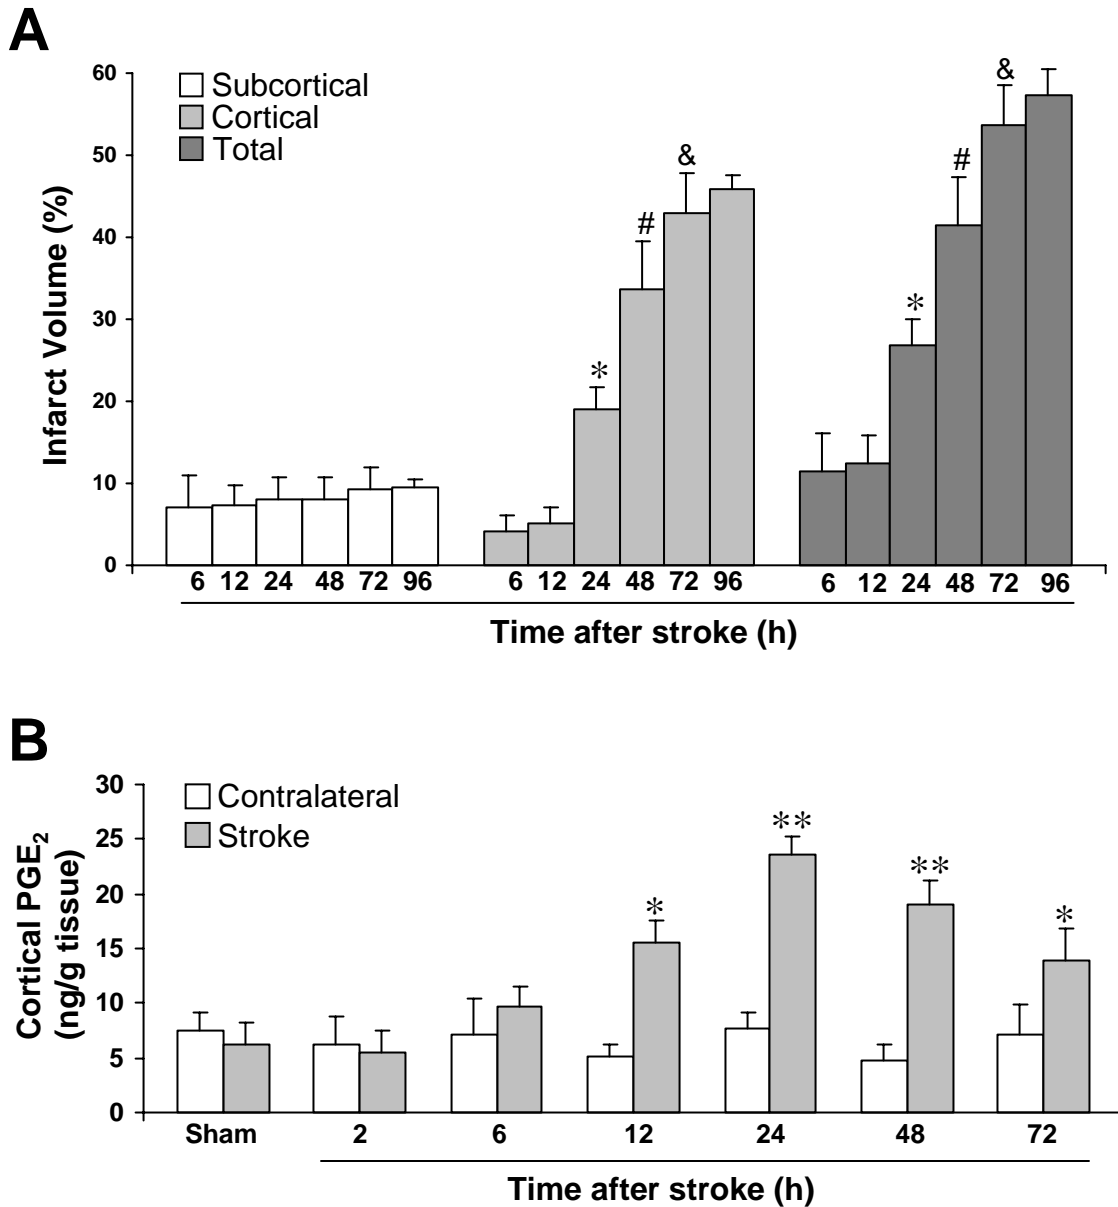 A
Subcortical
Cortical
Total
Infarct Volume (%)
60
50
40
30
20
10
0
&
#
*
&
#
*
6 12 24 48 72 96 6 12 24 48 72 96 6 12 24 48 72 96
Time after stroke (h)
B
Contralateral
Stroke
Cortical PGE₂
(ng/g tissue)
30
25
20
15
10
5
0
*
**
**
*
Sham 2 6 12 24 48 72
Time after stroke (h)